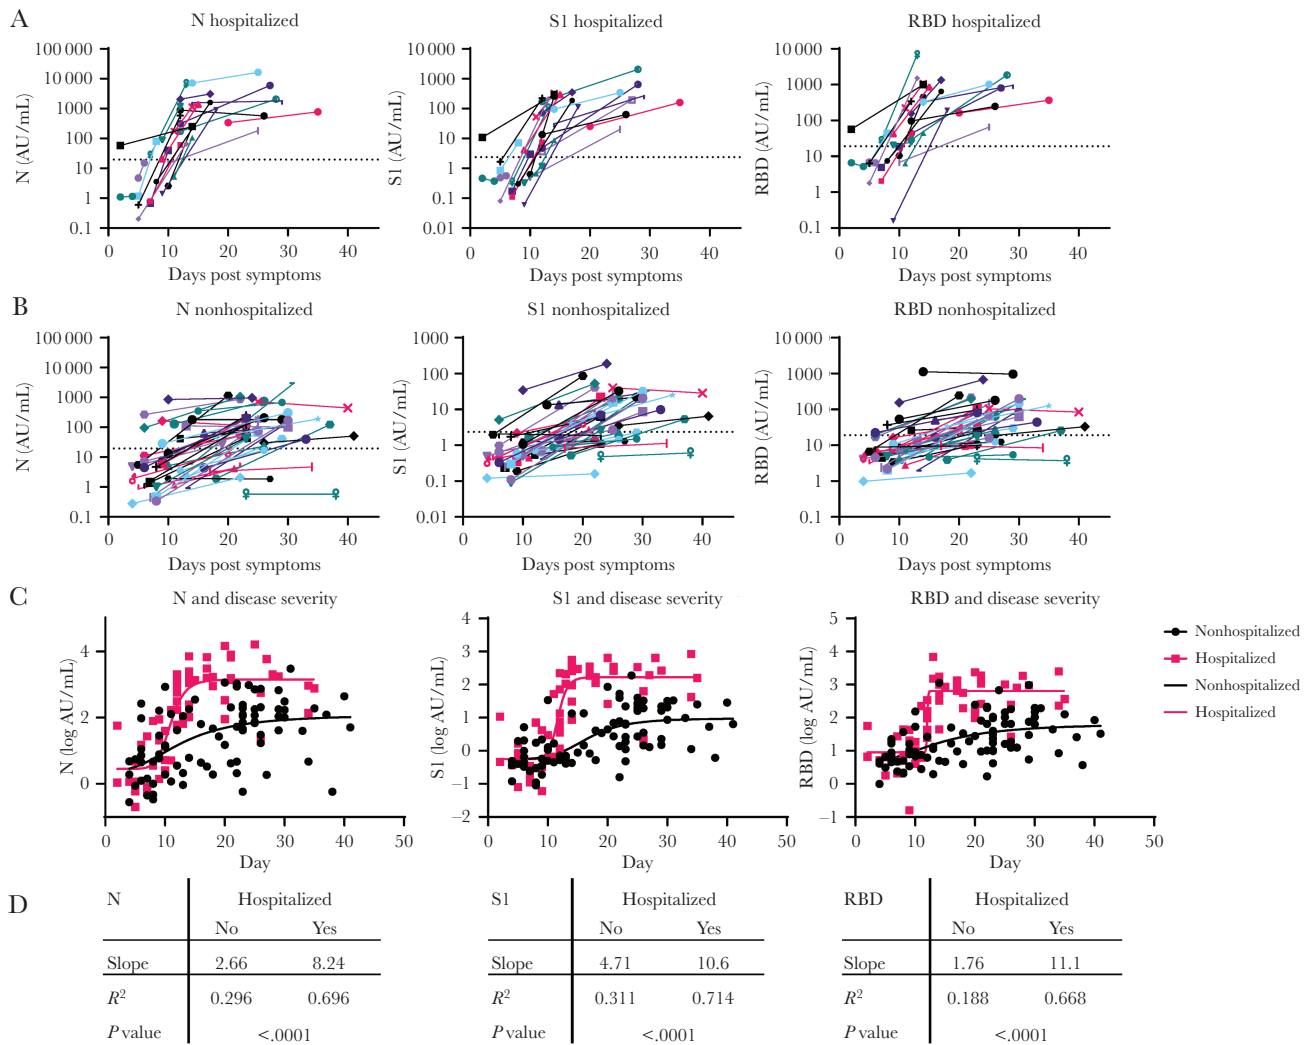 A
N hospitalized
S1 hospitalized
RBD hospitalized
N (AU/mL)
100 000
10 000
1000
100
10
1
0.1
0 10 20 30 40
Days post symptoms
S1 (AU/mL)
10 000
1000
100
10
1
0.1
0.01
0 10 20 30 40
Days post symptoms
RBD (AU/mL)
10 000
1000
100
10
1
0.1
0 10 20 30 40
Days post symptoms
B
N nonhospitalized
S1 nonhospitalized
RBD nonhospitalized
N (AU/mL)
100 000
10 000
1000
100
10
1
0.1
0 10 20 30 40
Days post symptoms
S1 (AU/mL)
1000
100
10
1
0.1
0.01
0 10 20 30 40
Days post symptoms
RBD (AU/mL)
10 000
1000
100
10
1
0.1
0 10 20 30 40
Days post symptoms
C
N and disease severity
S1 and disease severity
RBD and disease severity
N (log AU/mL)
4
2
0
0 10 20 30 40 50
Day
S1 (log AU/mL)
4
3
2
1
0
−1
−2
0 10 20 30 40 50
Day
RBD (log AU/mL)
5
4
3
2
1
0
−1
0 10 20 30 40 50
Day
Nonhospitalized
Hospitalized
Nonhospitalized
Hospitalized
D
N Hospitalized
No Yes
Slope 2.66 8.24
R² 0.296 0.696
P value <.0001
S1 Hospitalized
No Yes
Slope 4.71 10.6
R² 0.311 0.714
P value <.0001
RBD Hospitalized
No Yes
Slope 1.76 11.1
R² 0.188 0.668
P value <.0001